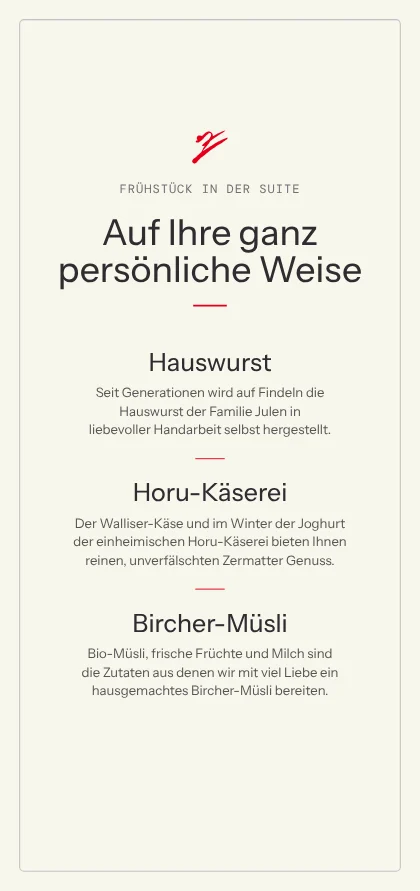 FRÜHSTÜCK IN DER SUITE
Auf Ihre ganz
persönliche Weise
Hauswurst
Seit Generationen wird auf Findeln die
Hauswurst der Familie Julen in
liebevoller Handarbeit selbst hergestellt.
Horu-Käserei
Der Walliser-Käse und im Winter der Joghurt
der einheimischen Horu-Käserei bieten Ihnen
reinen, unverfälschten Zermatter Genuss.
Bircher-Müsli
Bio-Müsli, frische Früchte und Milch sind
die Zutaten aus denen wir mit viel Liebe ein
hausgemachtes Bircher-Müsli bereiten.